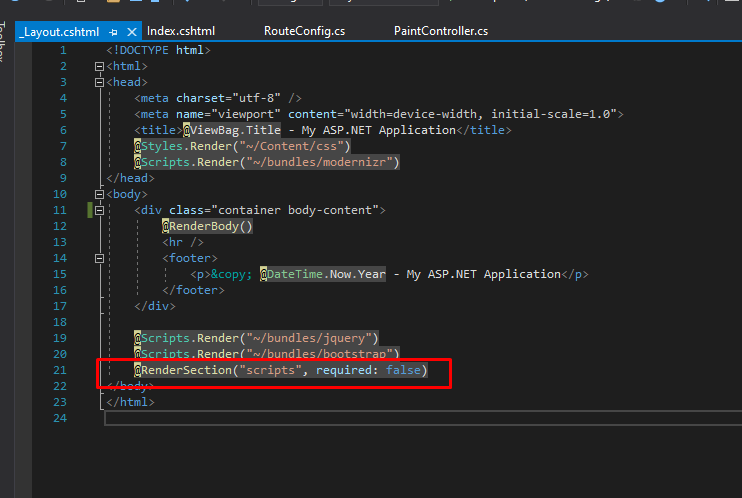 _Layout.cshtml Index.cshtml RouteConfig.cs PaintController.cs
1 <!DOCTYPE html>
2 <html>
3 <head>
4 <meta charset="utf-8" />
5 <meta name="viewport" content="width=device-width, initial-scale=1.0">
6 <title>@ViewBag.Title - My ASP.NET Application</title>
7 @Styles.Render("~/Content/css")
8 @Scripts.Render("~/bundles/modernizr")
9 </head>
10 <body>
11 <div class="container body-content">
12 @RenderBody()
13 <hr />
14 <footer>
15 <p>&copy; @DateTime.Now.Year - My ASP.NET Application</p>
16 </footer>
17 </div>
18
19 @Scripts.Render("~/bundles/jquery")
20 @Scripts.Render("~/bundles/bootstrap")
21 @RenderSection("scripts", required: false)
22 </body>
23 </html>
24